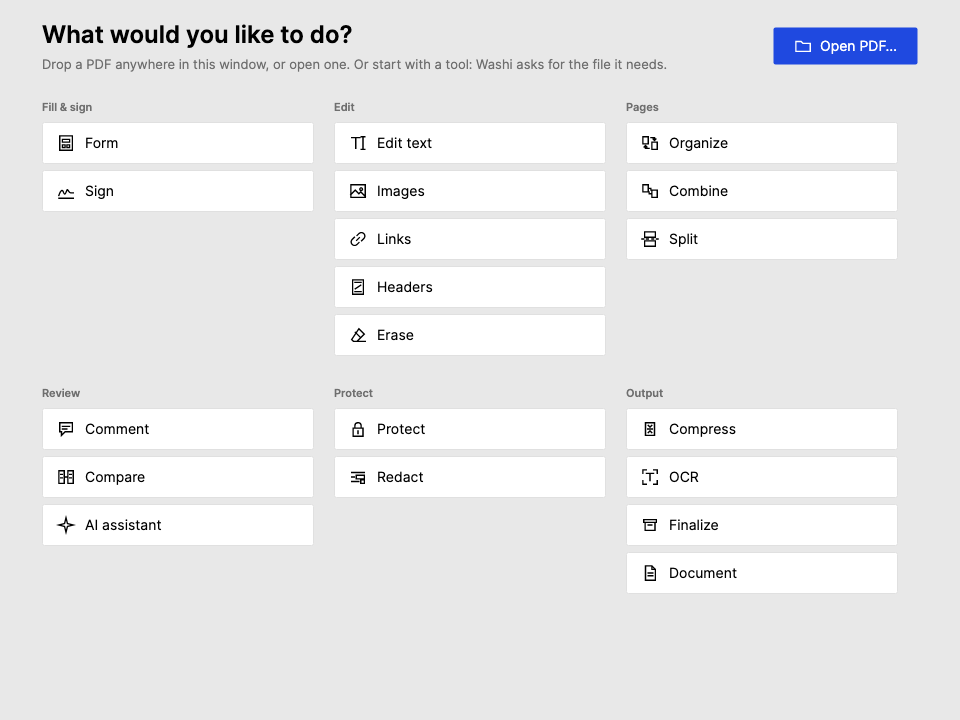 What would you like to do?
Open PDF...
Drop a PDF anywhere in this window, or open one. Or start with a tool: Washi asks for the file it needs.
Fill & sign
Form
Sign
Edit
Edit text
Images
Links
Headers
Erase
Pages
Organize
Combine
Split
Review
Comment
Compare
AI assistant
Protect
Protect
Redact
Output
Compress
OCR
Finalize
Document